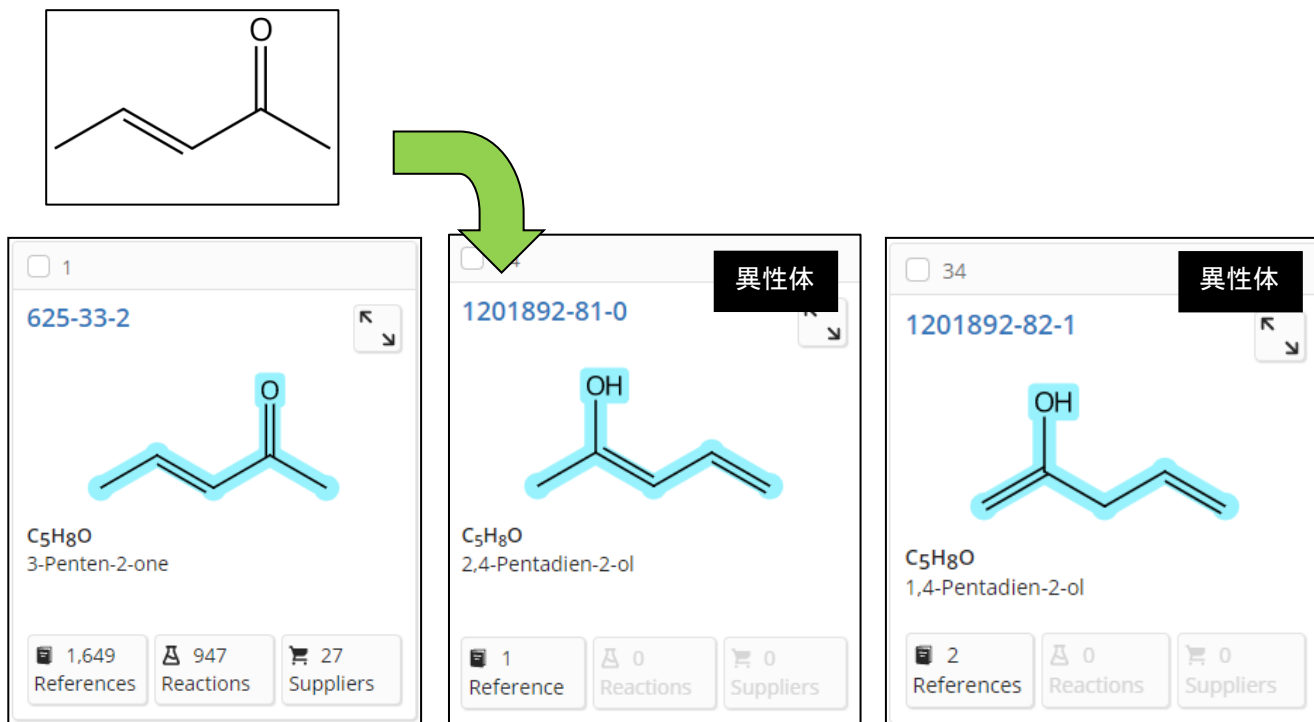 O
1
625-33-2
O
C5H8O
3-Penten-2-one
1,649
References
947
Reactions
27
Suppliers
異性体
1201892-81-0
OH
C5H8O
2,4-Pentadien-2-ol
1
Reference
0
Reactions
0
Suppliers
34
異性体
1201892-82-1
OH
C5H8O
1,4-Pentadien-2-ol
2
References
0
Reactions
0
Suppliers